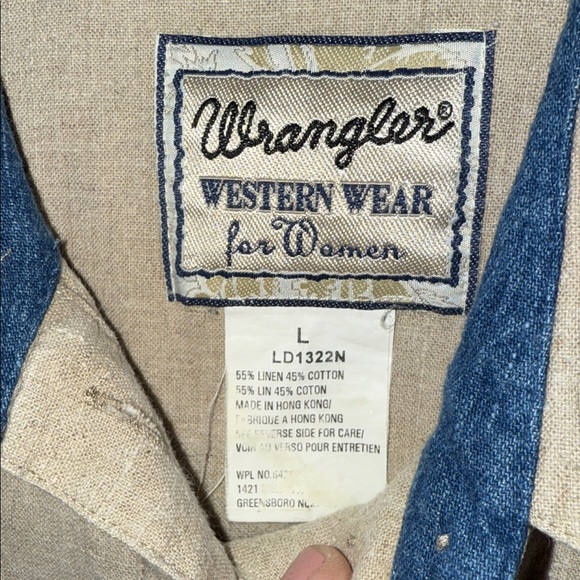 Wrangler®
WESTERN WEAR
for Women
L
LD1322N
55% LINEN 45% COTTON
55% LIN 45% COTON
MADE IN HONG KONG/
FABRIQUE A HONG KONG
SEE REVERSE SIDE FOR CARE/
VOIR AU VERSO POUR ENTRETIEN
WPL NO.
1421
GREENSBORO